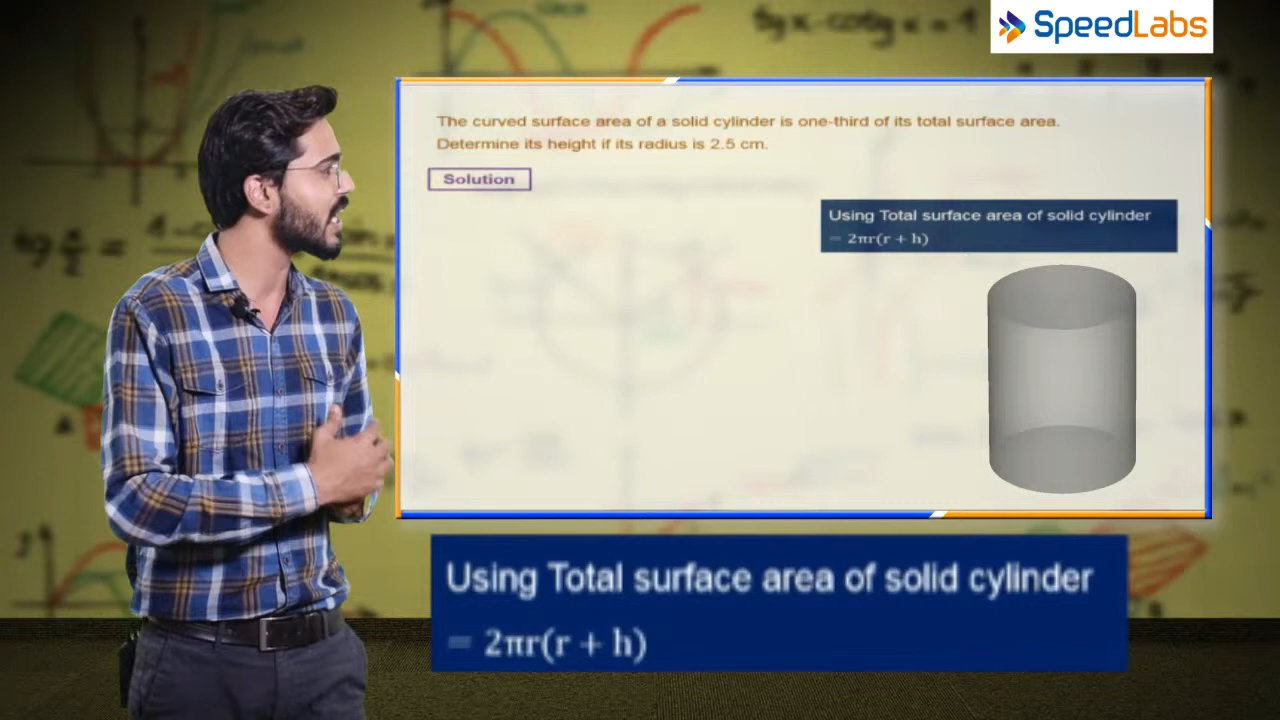 SpeedLabs
The curved surface area of a solid cylinder is one-third of its total surface area.
Determine its height if its radius is 2.5 cm.
Solution
Using Total surface area of solid cylinder
= 2πr(r + h)
Using Total surface area of solid cylinder
= 2πr(r + h)